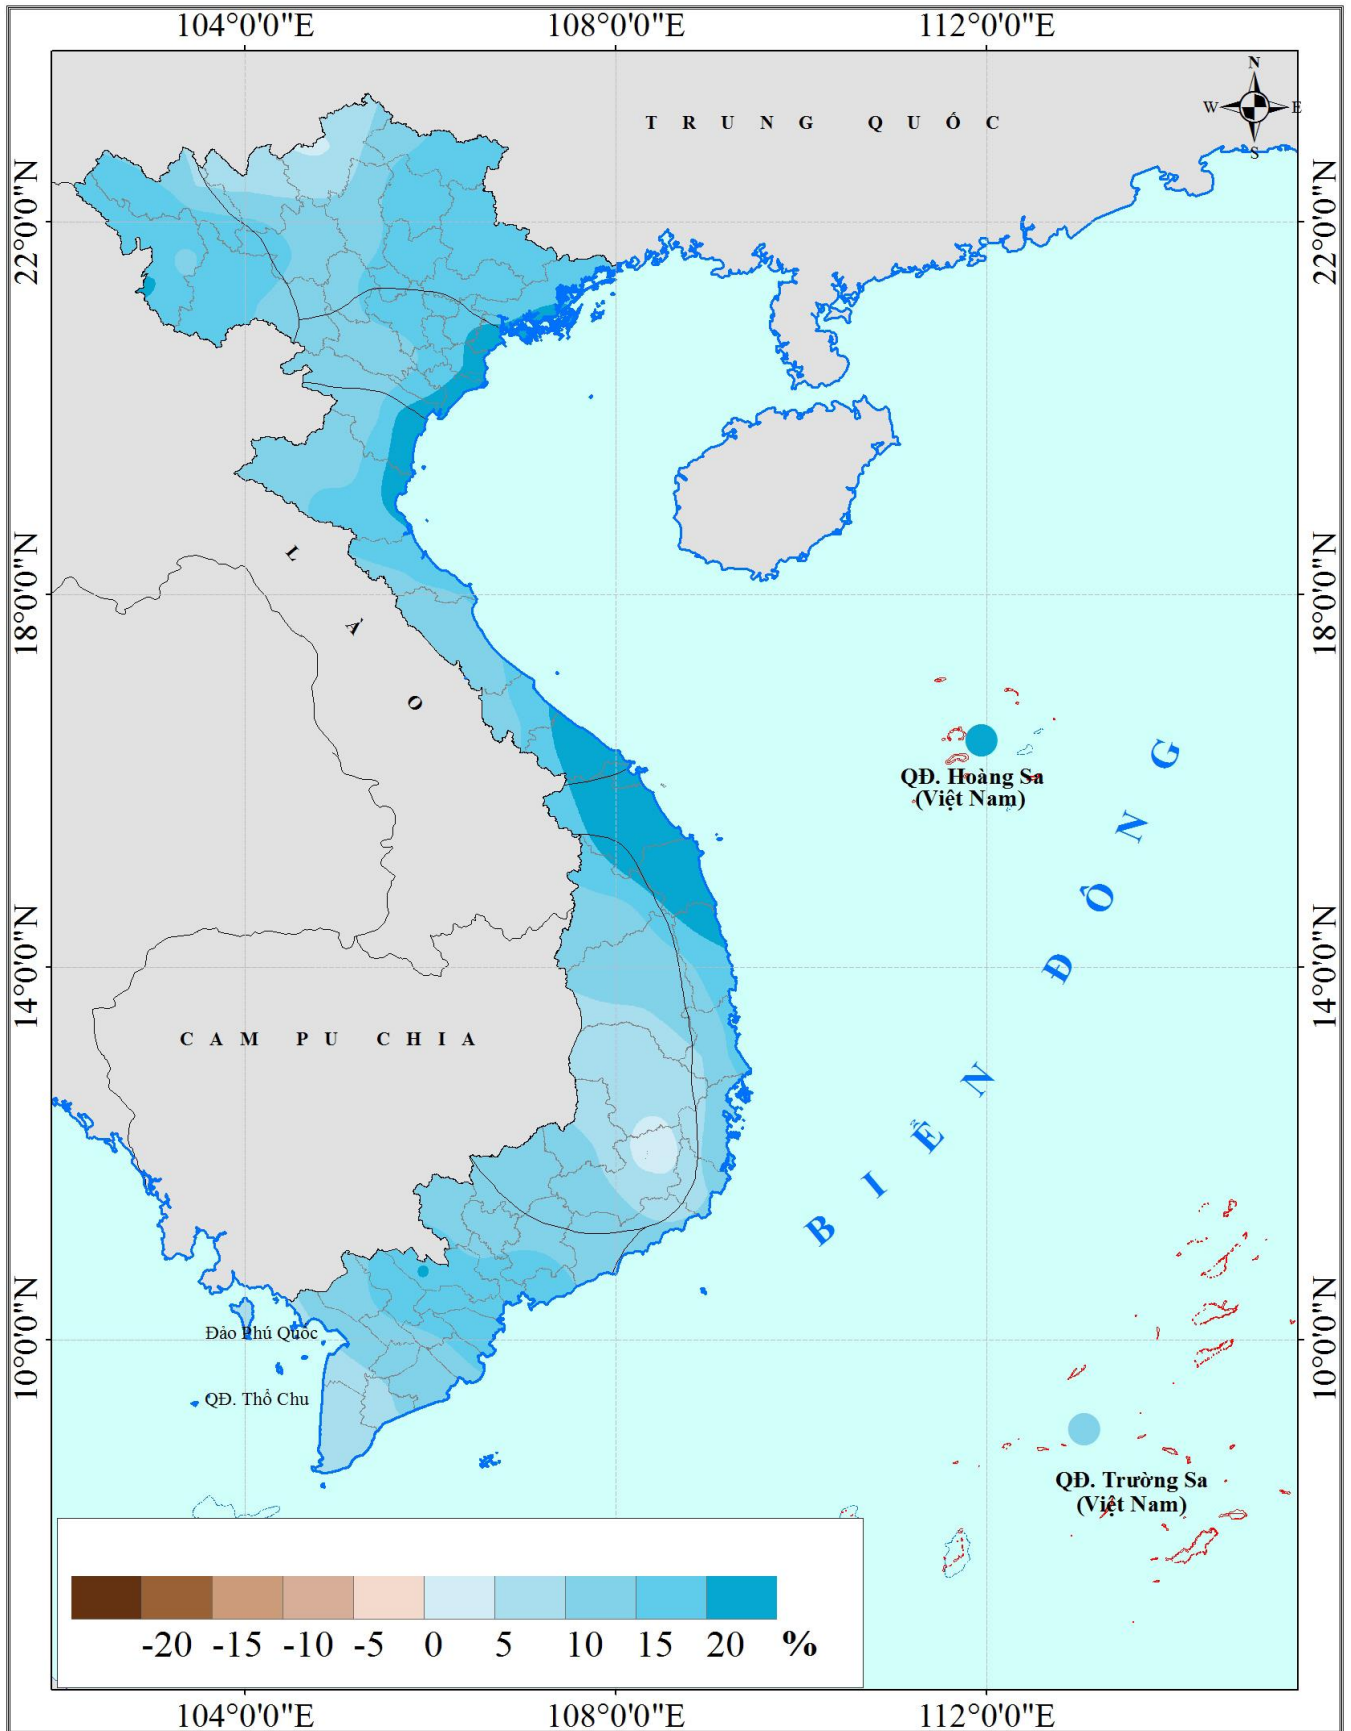 104°0'0"E 108°0'0"E 112°0'0"E
N
W E
S
T R U N G Q U Ố C
22°0'0"N 22°0'0"N
L
À
O
18°0'0"N 18°0'0"N
QĐ. Hoàng Sa
(Việt Nam)
B I Ể N Đ Ô N G
14°0'0"N 14°0'0"N
C A M P U C H I A
10°0'0"N 10°0'0"N
Đảo Phú Quốc
QĐ. Thổ Chu
QĐ. Trường Sa
(Việt Nam)
-20 -15 -10 -5 0 5 10 15 20 %
104°0'0"E 108°0'0"E 112°0'0"E